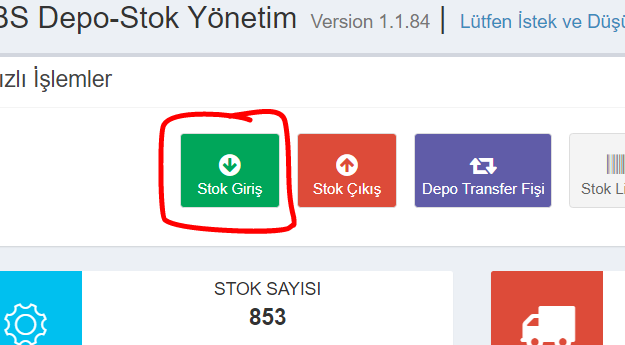 BS Depo-Stok Yönetim Version 1.1.84 | Lütfen İstek ve Düşü
ızlı İşlemler
Stok Giriş
Stok Çıkış
Depo Transfer Fişi
Stok Li
STOK SAYISI
853